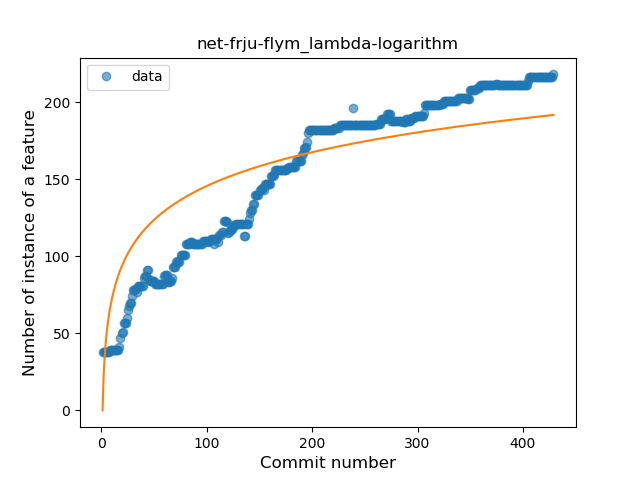 net-frju-flym_lambda-logarithm
data
Number of instance of a feature
200
150
100
50
0
0 100 200 300 400
Commit number